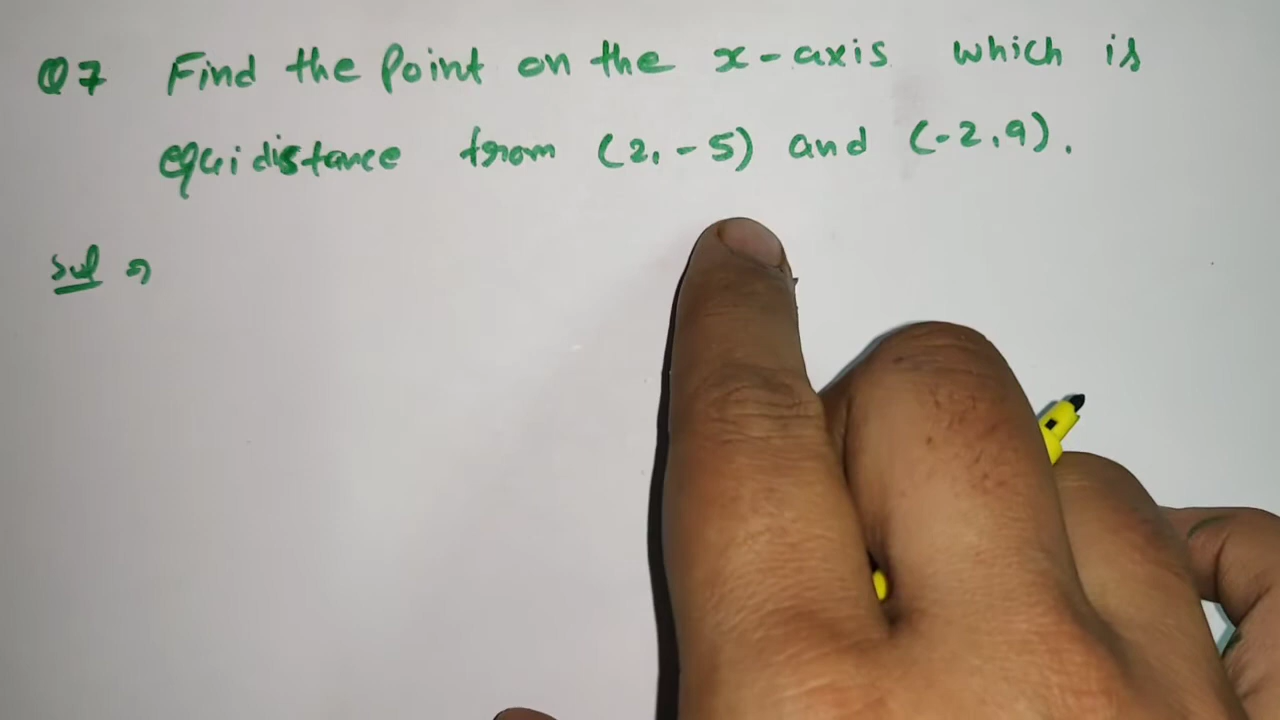 Q7 Find the Point on the x-axis which is
equidistance from (2, -5) and (-2, 9).
Sol ⇒